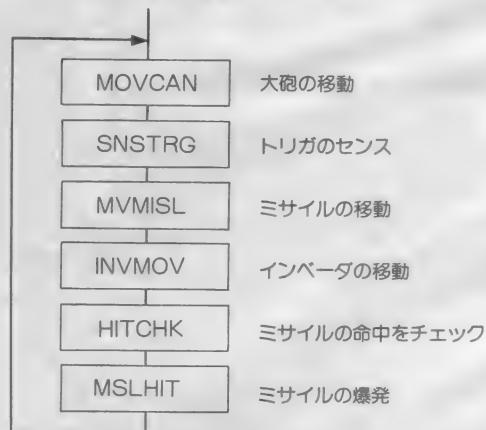 MOVCAN 大砲の移動
SNSTRG トリガのセンス
MVMISL ミサイルの移動
INVMOV インベーダの移動
HITCHK ミサイルの命中をチェック
MSLHIT ミサイルの爆発